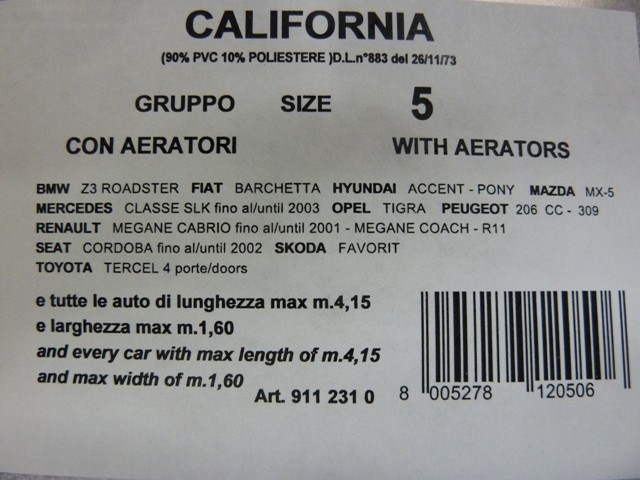 CALIFORNIA
(90% PVC 10% POLIESTERE )D.L.n°883 del 26/11/73
GRUPPO SIZE 5
CON AERATORI WITH AERATORS
BMW Z3 ROADSTER FIAT BARCHETTA HYUNDAI ACCENT - PONY MAZDA MX-5
MERCEDES CLASSE SLK fino al/until 2003 OPEL TIGRA PEUGEOT 206 CC - 309
RENAULT MEGANE CABRIO fino al/until 2001 - MEGANE COACH - R11
SEAT CORDOBA fino al/until 2002 SKODA FAVORIT
TOYOTA TERCEL 4 porte/doors
e tutte le auto di lunghezza max m.4,15
e larghezza max m.1,60
and every car with max length of m.4,15
and max width of m.1,60
Art. 911 231 0
8 005278 120506